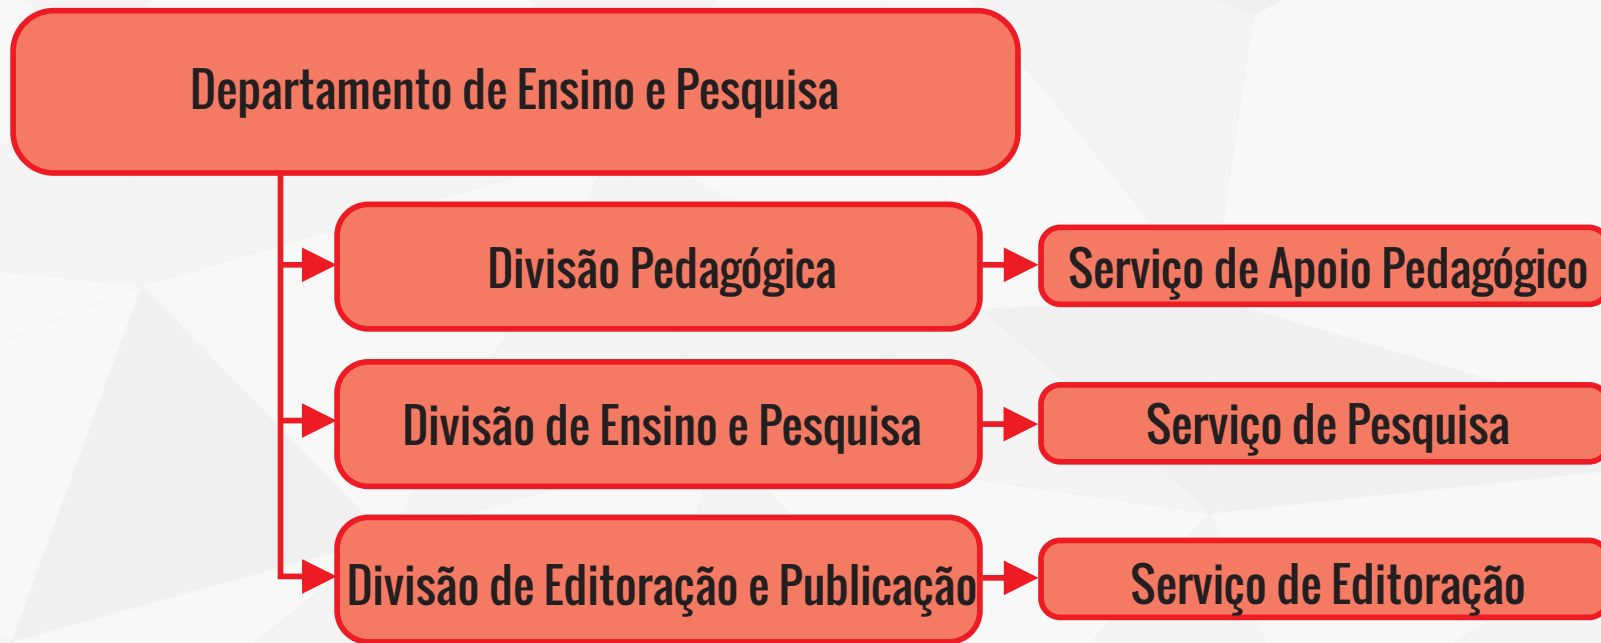 Departamento de Ensino e Pesquisa
Divisão Pedagógica
Serviço de Apoio Pedagógico
Divisão de Ensino e Pesquisa
Serviço de Pesquisa
Divisão de Editoração e Publicação
Serviço de Editoração